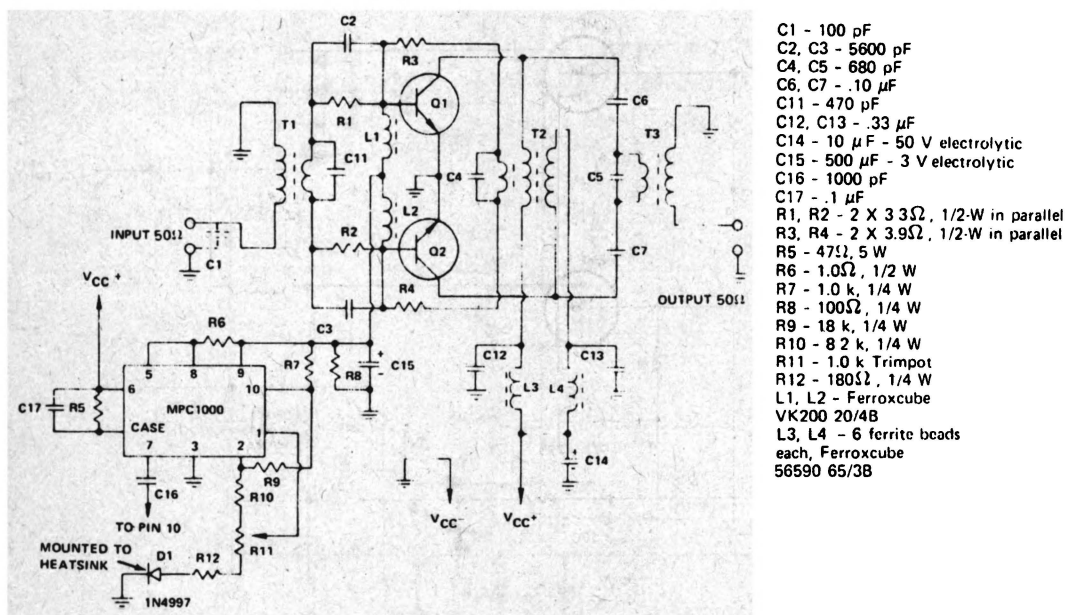 C2
R3
Q1
R1
L1
T1
C11
C4
T2
C6
T3
C5
L2
R2
Q2
C7
INPUT 50Ω
C1
R4
OUTPUT 50Ω
VCC+
R6
C3
R7
R8
C15
C12
C13
5 8 9
6
10
C17
R5
MPC1000
CASE
1
7 3 2
L3
L4
C14
C16
R9
R10
TO PIN 10
VCC-
VCC+
MOUNTED TO
HEATSINK
D1
R12
R11
1N4997
C1 - 100 pF
C2, C3 - 5600 pF
C4, C5 - 680 pF
C6, C7 - .10 μF
C11 - 470 pF
C12, C13 - .33 μF
C14 - 10 μF - 50 V electrolytic
C15 - 500 μF - 3 V electrolytic
C16 - 1000 pF
C17 - .1 μF
R1, R2 - 2 X 3 3Ω, 1/2-W in parallel
R3, R4 - 2 X 3.9Ω, 1/2-W in parallel
R5 - 47Ω, 5 W
R6 - 1.0Ω, 1/2 W
R7 - 1.0 k, 1/4 W
R8 - 100Ω, 1/4 W
R9 - 18 k, 1/4 W
R10 - 8 2 k, 1/4 W
R11 - 1.0 k Trimpot
R12 - 180Ω, 1/4 W
L1, L2 - Ferroxcube
VK200 20/4B
L3, L4 - 6 ferrite beads
each, Ferroxcube
56590 65/3B